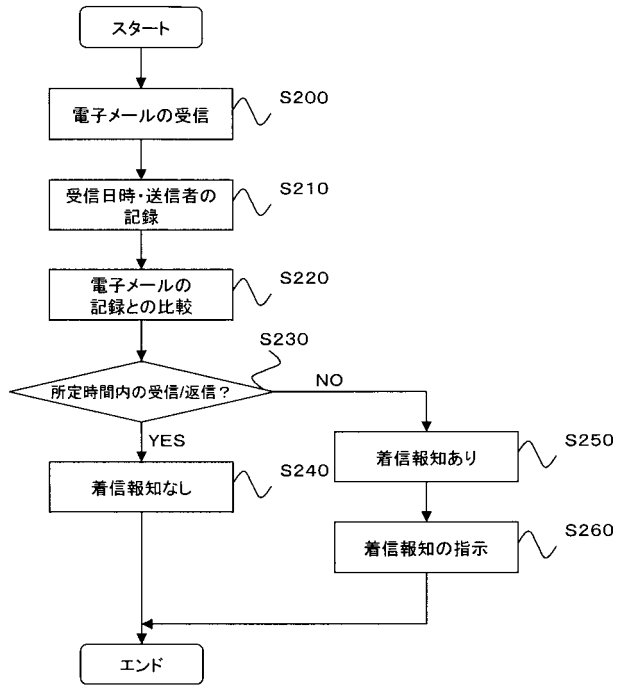 スタート
電子メールの受信
S200
受信日時・送信者の
記録
S210
電子メールの
記録との比較
S220
S230
所定時間内の受信/返信？
NO
YES
着信報知なし
S240
着信報知あり
S250
着信報知の指示
S260
エンド